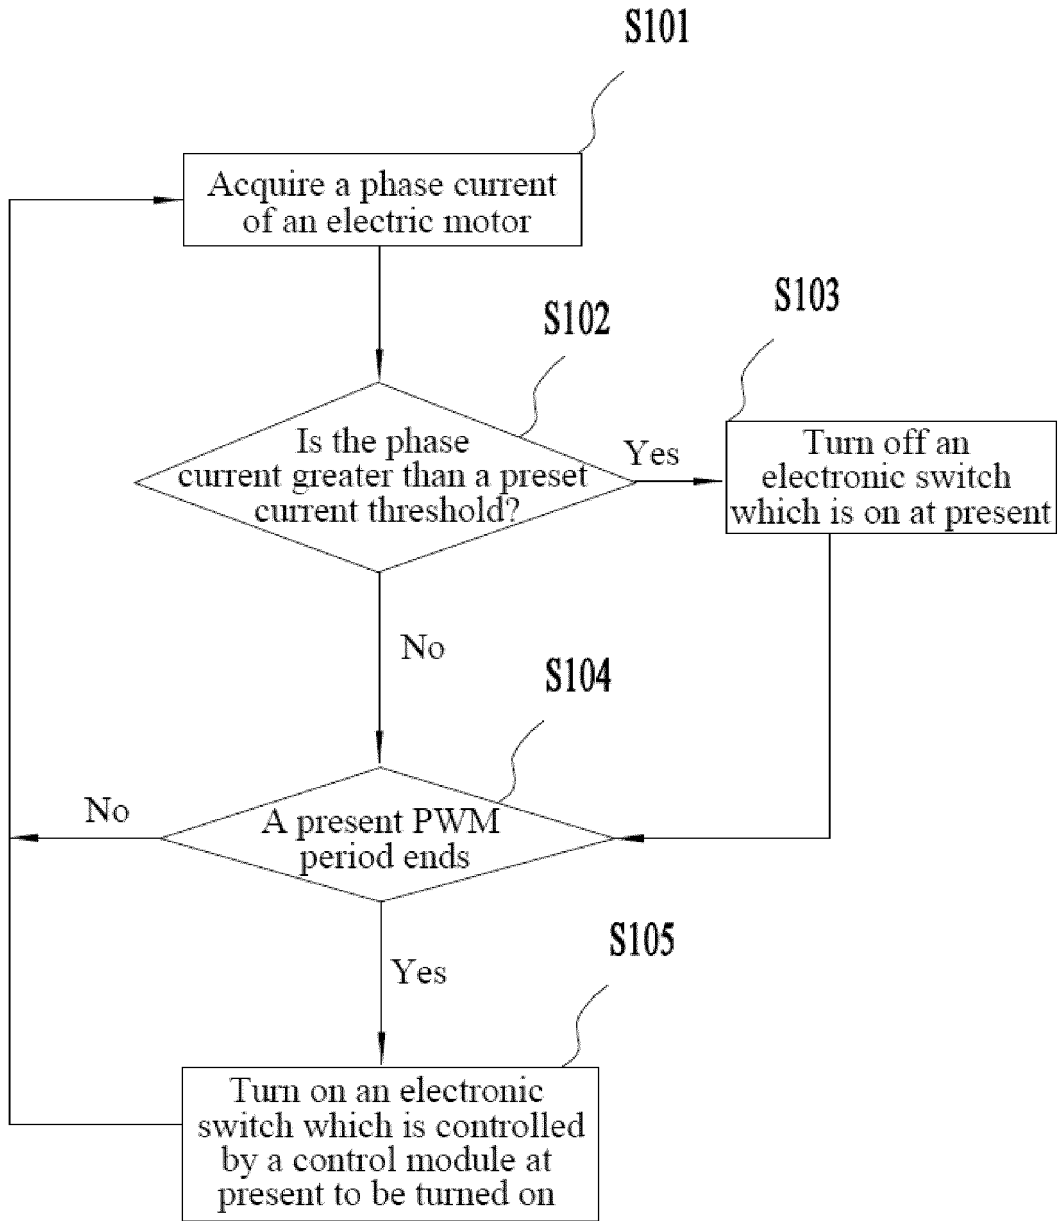 S101
Acquire a phase current
of an electric motor
S102
S103
Is the phase
current greater than a preset
current threshold?
Yes
Turn off an
electronic switch
which is on at present
No
S104
No
A present PWM
period ends
Yes
S105
Turn on an electronic
switch which is controlled
by a control module at
present to be turned on